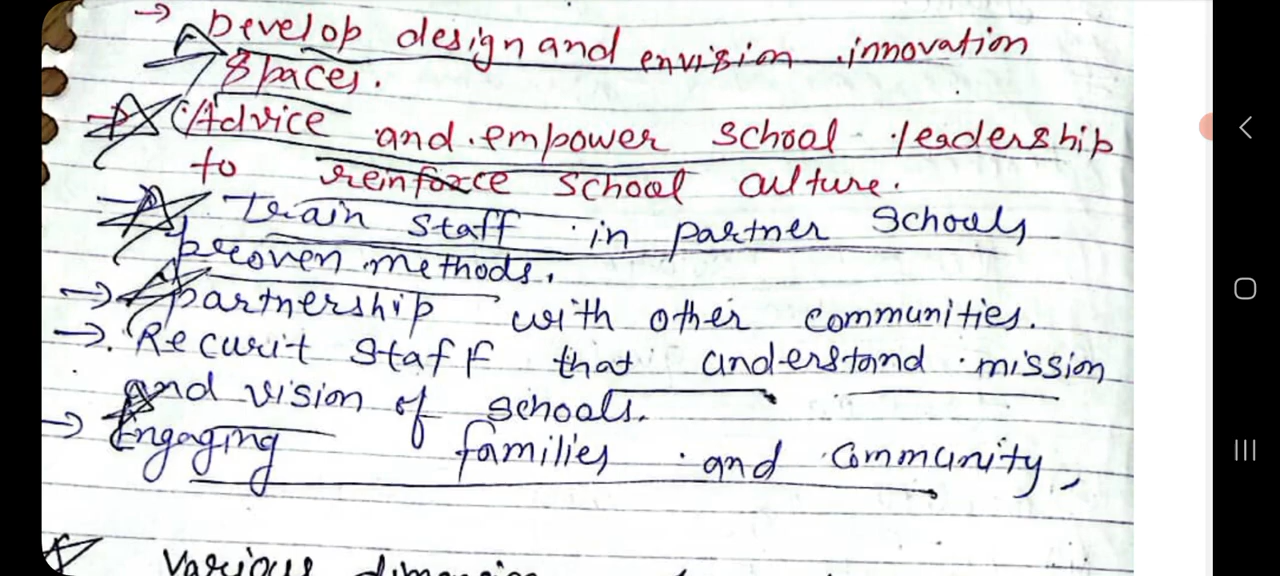 → Develop design and envision innovation
spaces.
→ Advice and empower school leadership
to reinforce school culture.
→ train staff in partner schools
proven methods.
→ partnership with other communities.
→ Recurit staff that understand mission
and vision of schools.
→ Engaging families and community,
Various